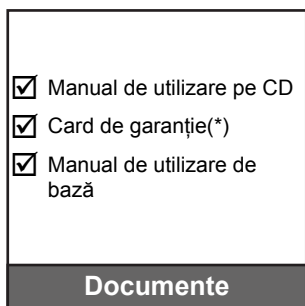 Manual de utilizare pe CD
Card de garanție(*)
Manual de utilizare de
bază
Documente